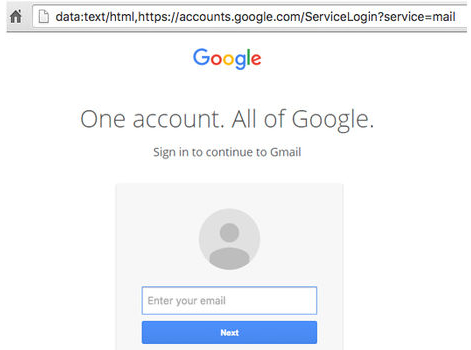 data:text/html,https://accounts.google.com/ServiceLogin?service=mail
Google
One account. All of Google.
Sign in to continue to Gmail
Enter your email
Next